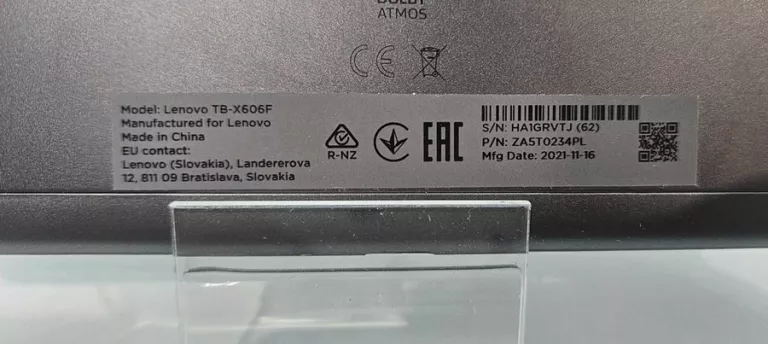 ATMOS
Model: Lenovo TB-X606F
Manufactured for Lenovo
Made in China
EU contact:
Lenovo (Slovakia), Landererova
12, 811 09 Bratislava, Slovakia
R-NZ
EAC
S/N: HA1GRVTJ (62)
P/N: ZA5T0234PL
Mfg Date: 2021-11-16